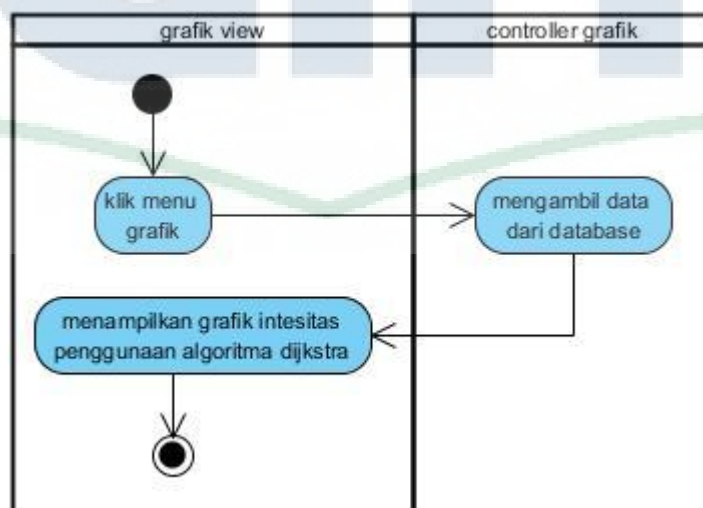 grafik view
controller grafik
klik menu
grafik
mengambil data
dari database
menampilkan grafik intesitas
penggunaan algoritma dijkstra